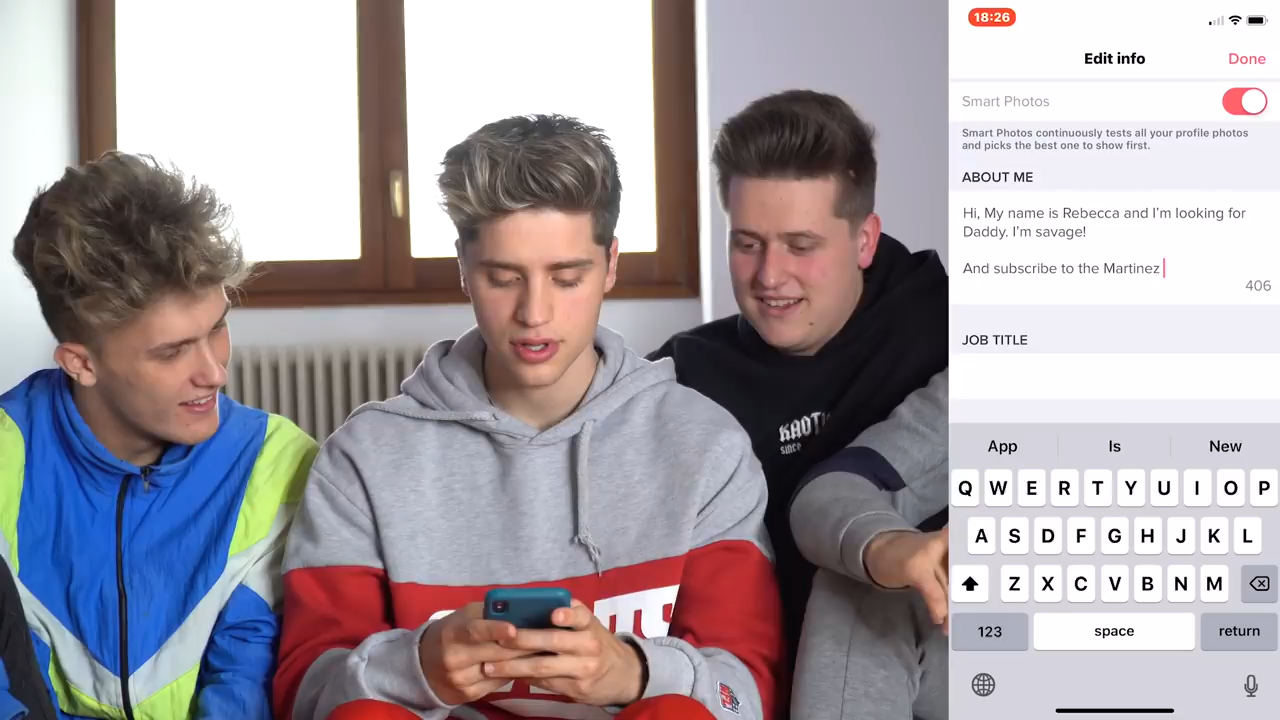 18:26
Edit info
Done
Smart Photos
Smart Photos continuously tests all your profile photos
and picks the best one to show first.
ABOUT ME
Hi, My name is Rebecca and I'm looking for
Daddy. I'm savage!
And subscribe to the Martinez
406
JOB TITLE
KAOTI
SINCE
App
Is
New
Q W E R T Y U I O P
A S D F G H J K L
Z X C V B N M
123
space
return